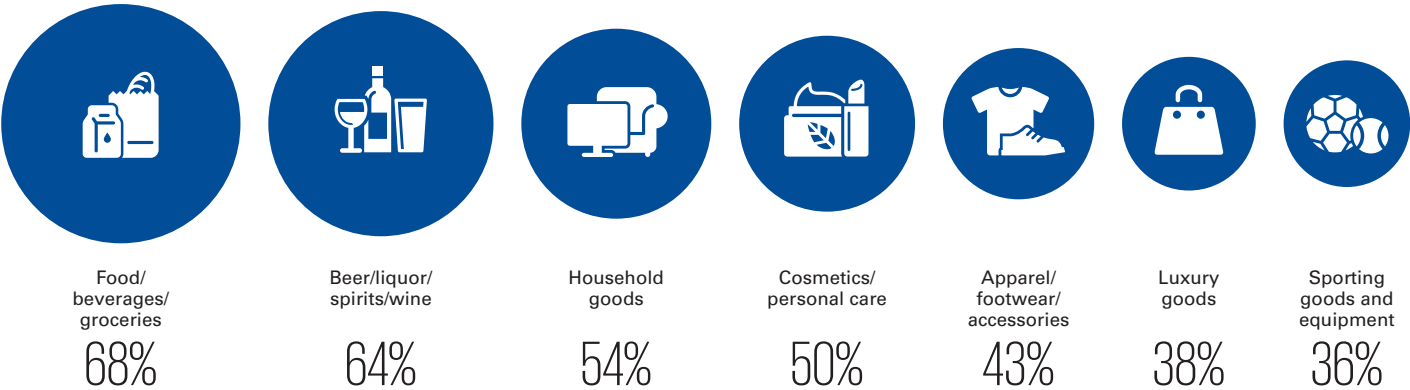 Food/
beverages/
groceries
68%
Beer/liquor/
spirits/wine
64%
Household
goods
54%
Cosmetics/
personal care
50%
Apparel/
footwear/
accessories
43%
Luxury
goods
38%
Sporting
goods and
equipment
36%